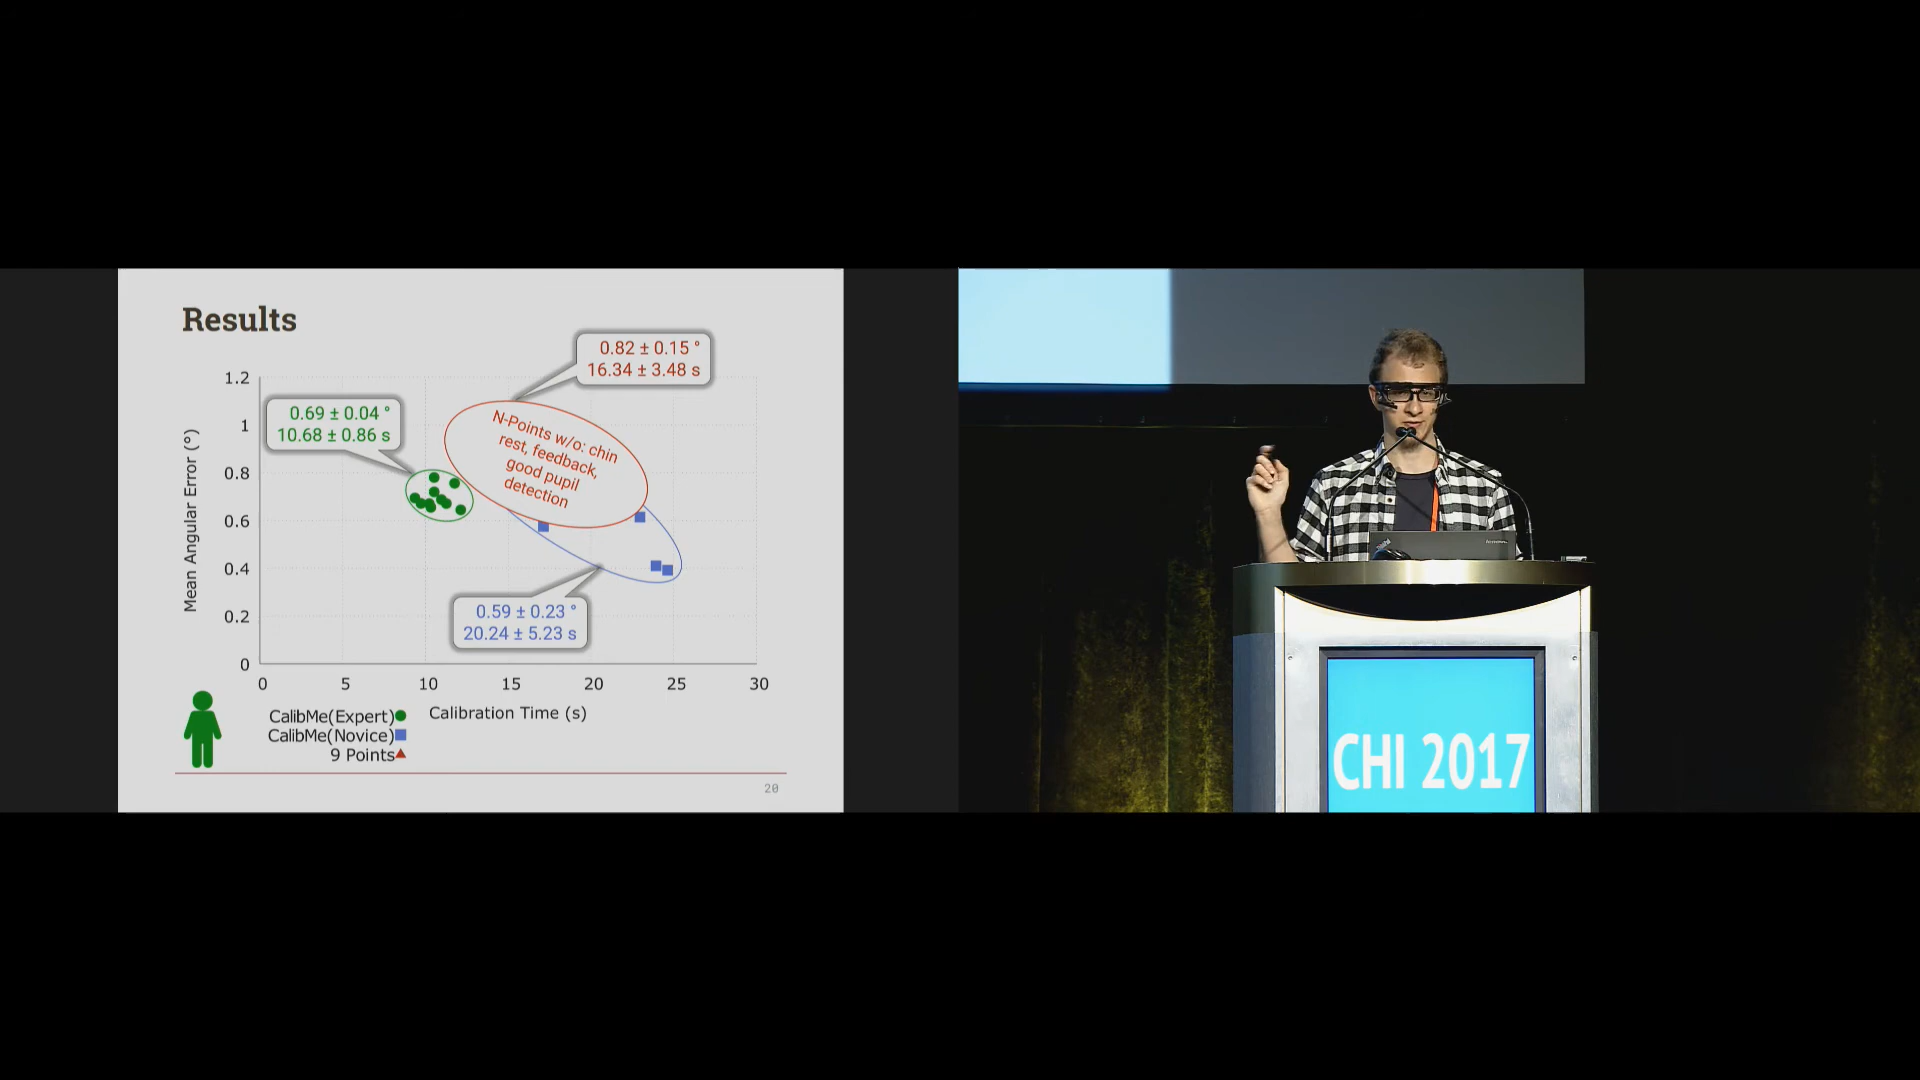 Results
0.82 ± 0.15 °
16.34 ± 3.48 s
0.69 ± 0.04 °
10.68 ± 0.86 s
N-Points w/o: chin
rest, feedback,
good pupil
detection
0.59 ± 0.23 °
20.24 ± 5.23 s
Mean Angular Error (°)
1.2
1
0.8
0.6
0.4
0.2
0
0 5 10 15 20 25 30
Calibration Time (s)
CalibMe(Expert)
CalibMe(Novice)
9 Points
20
CHI 2017